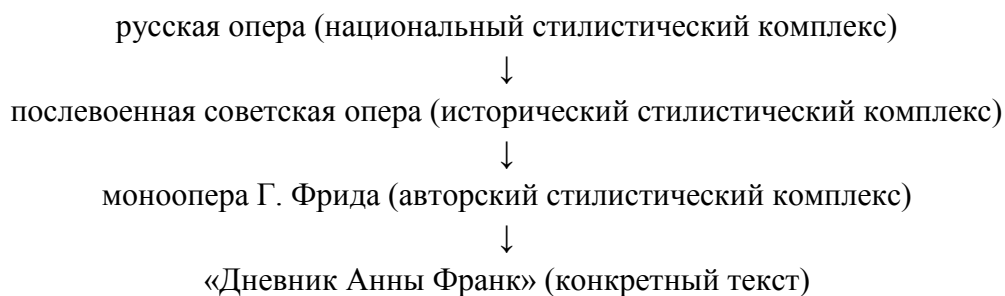 русская опера (национальный стилистический комплекс)
↓
послевоенная советская опера (исторический стилистический комплекс)
↓
моноопера Г. Фрида (авторский стилистический комплекс)
↓
«Дневник Анны Франк» (конкретный текст)